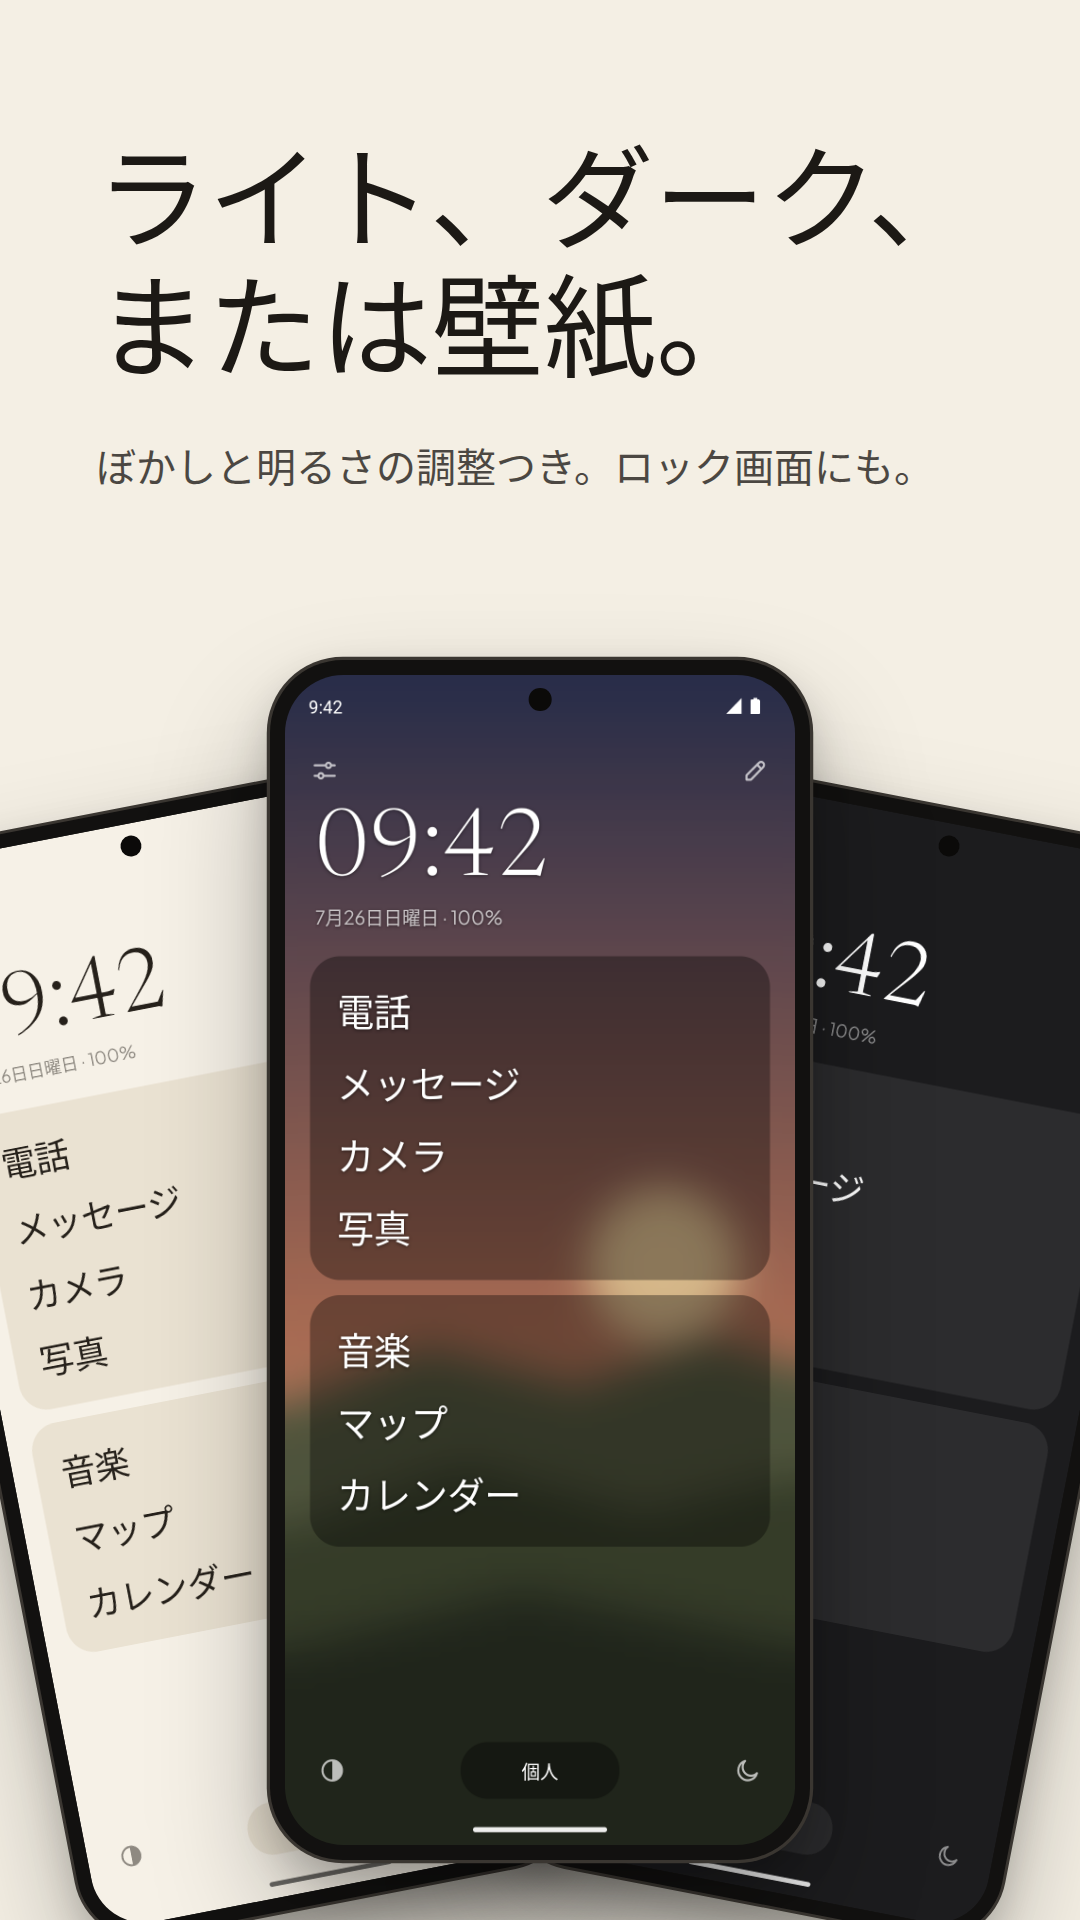 ライト、ダーク、
または壁紙。
ぼかしと明るさの調整つき。ロック画面にも。
9:42
09:42
7月26日日曜日 · 100%
電話
メッセージ
カメラ
写真
音楽
マップ
カレンダー
個人
9:42
26日日曜日 · 100%
電話
メッセージ
カメラ
写真
音楽
マップ
カレンダー
:42
日 · 100%
ージ